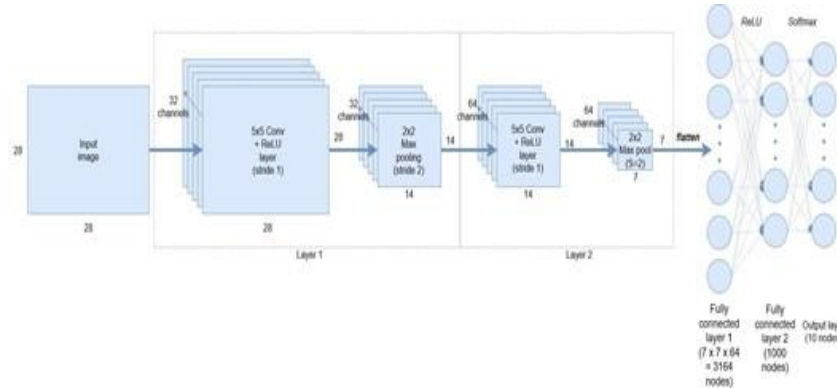 28
Input
image
28
32
channels
5x5 Conv
+ ReLU
layer
(stride 1)
28
28
32
channels
2x2
Max
pooling
(stride 2)
14
14
Layer 1
64
channels
5x5 Conv
+ ReLU
layer
(stride 1)
14
14
64
channels
2x2
Max pool
7
7
Layer 2
flatten
ReLU
Softmax
Fully
connected
layer 1
(7 x 7 x 64
= 3164
nodes)
Fully
connected
layer 2
(1000
nodes)
Output lay
(10 node